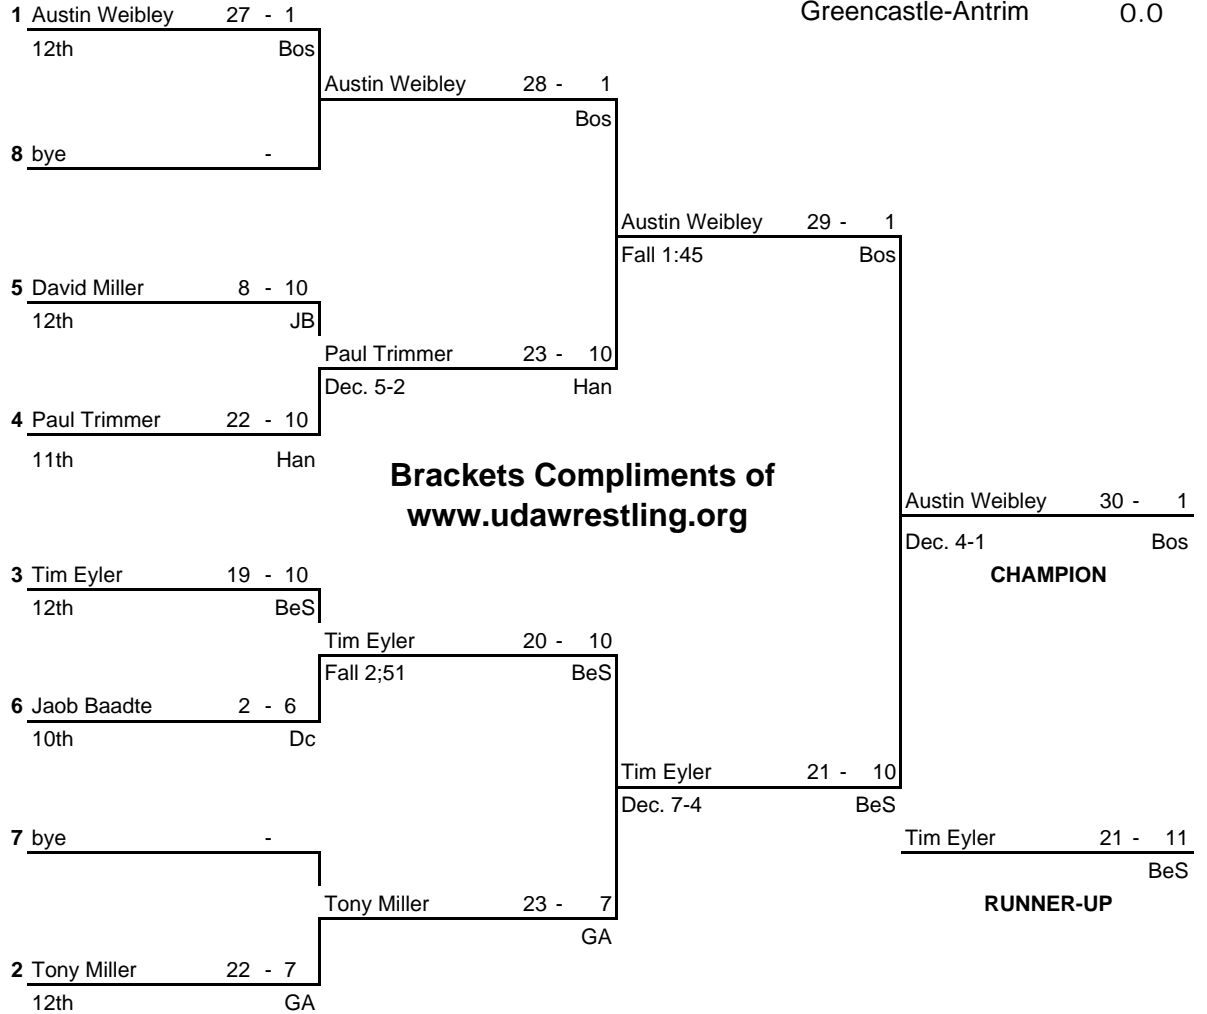 Greencastle-Antrim 0.0
1 Austin Weibley 27 - 1
12th Bos
Austin Weibley 28 - 1
Bos
8 bye -
Austin Weibley 29 - 1
Fall 1:45 Bos
5 David Miller 8 - 10
12th JB
Paul Trimmer 23 - 10
Dec. 5-2 Han
4 Paul Trimmer 22 - 10
11th Han
Brackets Compliments of
www.udawrestling.org
Austin Weibley 30 - 1
Dec. 4-1 Bos
CHAMPION
3 Tim Eyler 19 - 10
12th BeS
Tim Eyler 20 - 10
Fall 2;51 BeS
6 Jaob Baadte 2 - 6
10th Dc
Tim Eyler 21 - 10
Dec. 7-4 BeS
7 bye -
Tim Eyler 21 - 11
BeS
RUNNER-UP
Tony Miller 23 - 7
GA
2 Tony Miller 22 - 7
12th GA